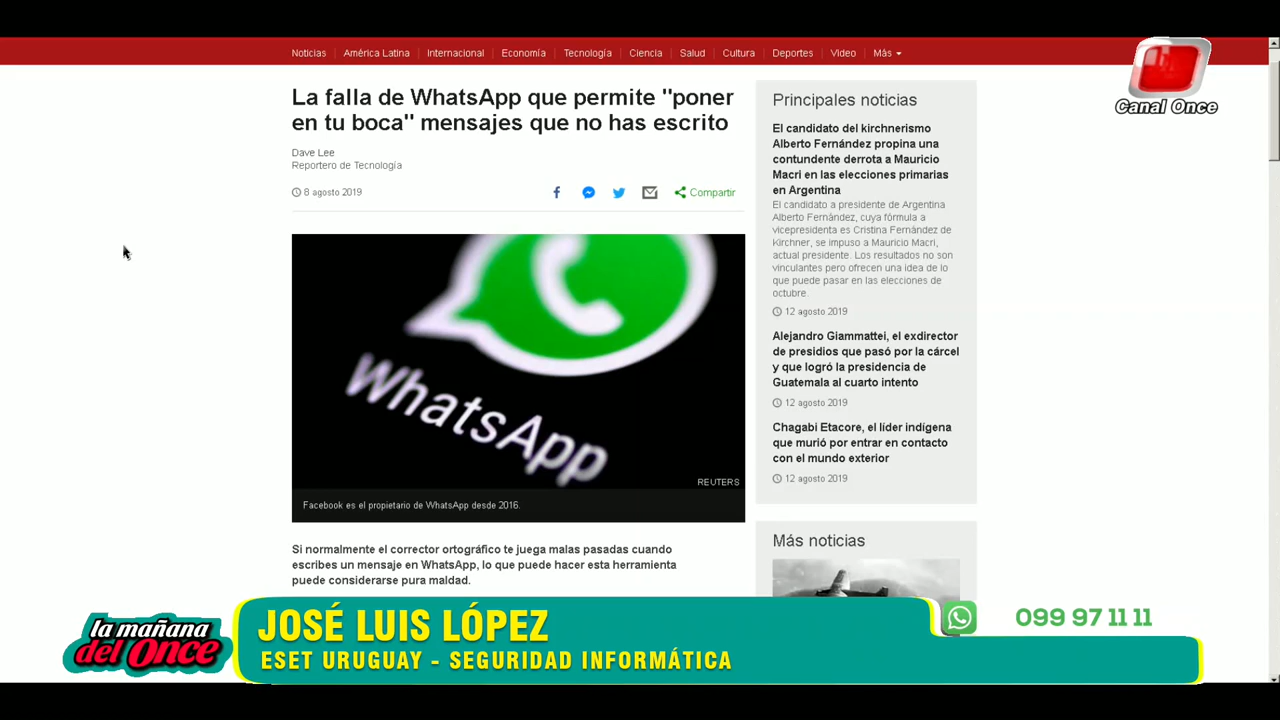 Noticias
América Latina
Internacional
Economía
Tecnología
Ciencia
Salud
Cultura
Deportes
Video
Más
Canal Once
La falla de WhatsApp que permite "poner
en tu boca" mensajes que no has escrito
Dave Lee
Reportero de Tecnología
8 agosto 2019
Compartir
WhatsApp
REUTERS
Facebook es el propietario de WhatsApp desde 2016.
Si normalmente el corrector ortográfico te juega malas pasadas cuando
escribes un mensaje en WhatsApp, lo que puede hacer esta herramienta
puede considerarse pura maldad.
Principales noticias
El candidato del kirchnerismo
Alberto Fernández propina una
contundente derrota a Mauricio
Macri en las elecciones primarias
en Argentina
El candidato a presidente de Argentina
Alberto Fernández, cuya fórmula a
vicepresidenta es Cristina Fernández de
Kirchner, se impuso a Mauricio Macri,
actual presidente. Los resultados no son
vinculantes pero ofrecen una idea de lo
que puede pasar en las elecciones de
octubre.
12 agosto 2019
Alejandro Giammattei, el exdirector
de presidios que pasó por la cárcel
y que logró la presidencia de
Guatemala al cuarto intento
12 agosto 2019
Chagabi Etacore, el líder indígena
que murió por entrar en contacto
con el mundo exterior
12 agosto 2019
Más noticias
la mañana
del Once
JOSÉ LUIS LÓPEZ
ESET URUGUAY - SEGURIDAD INFORMÁTICA
099 97 11 11